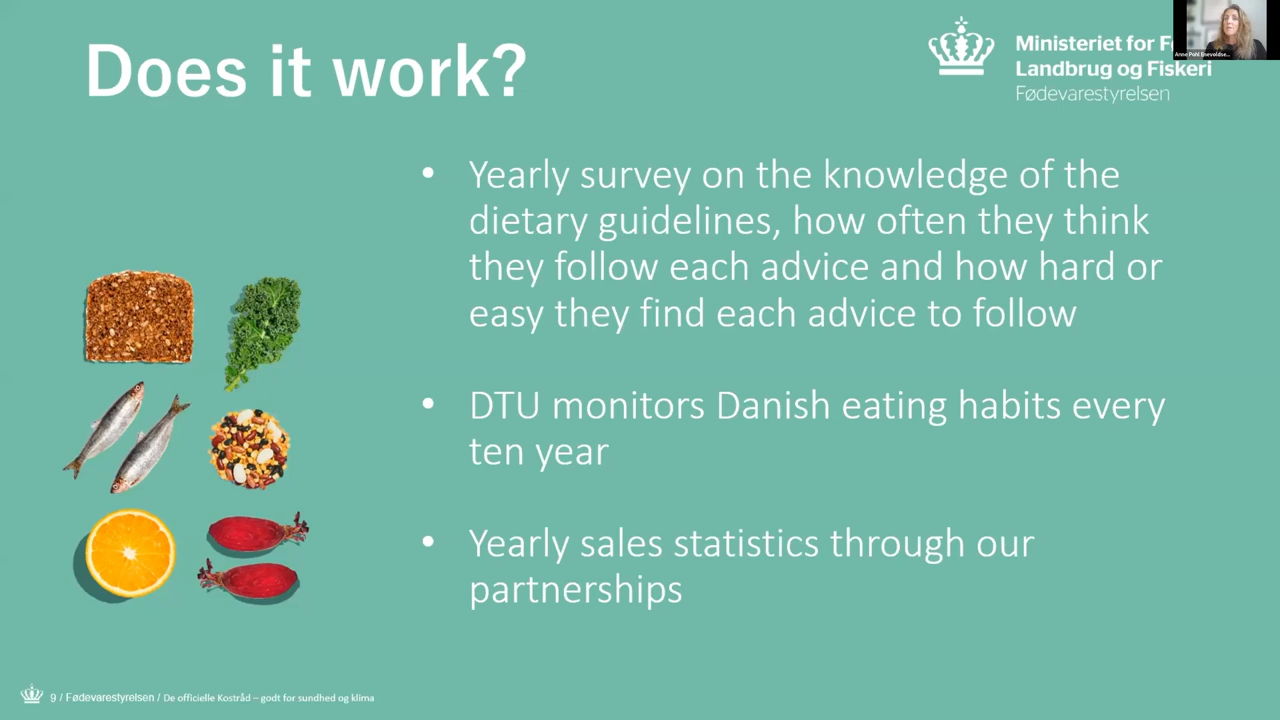 Does it work?
Ministeriet for F
Landbrug og Fiskeri
Fødevarestyrelsen
Anne Pohl Enevoldse...
• Yearly survey on the knowledge of the
dietary guidelines, how often they think
they follow each advice and how hard or
easy they find each advice to follow
• DTU monitors Danish eating habits every
ten year
• Yearly sales statistics through our
partnerships
9 / Fødevarestyrelsen / De officielle Kostråd – godt for sundhed og klima